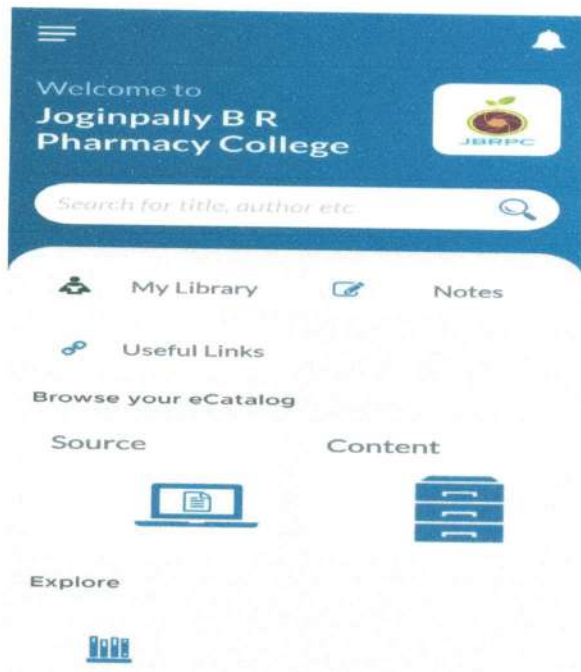 Welcome to
Joginpally B R
Pharmacy College
JBRPC
Search for title, author etc
My Library
Notes
Useful Links
Browse your eCatalog
Source
Content
Explore